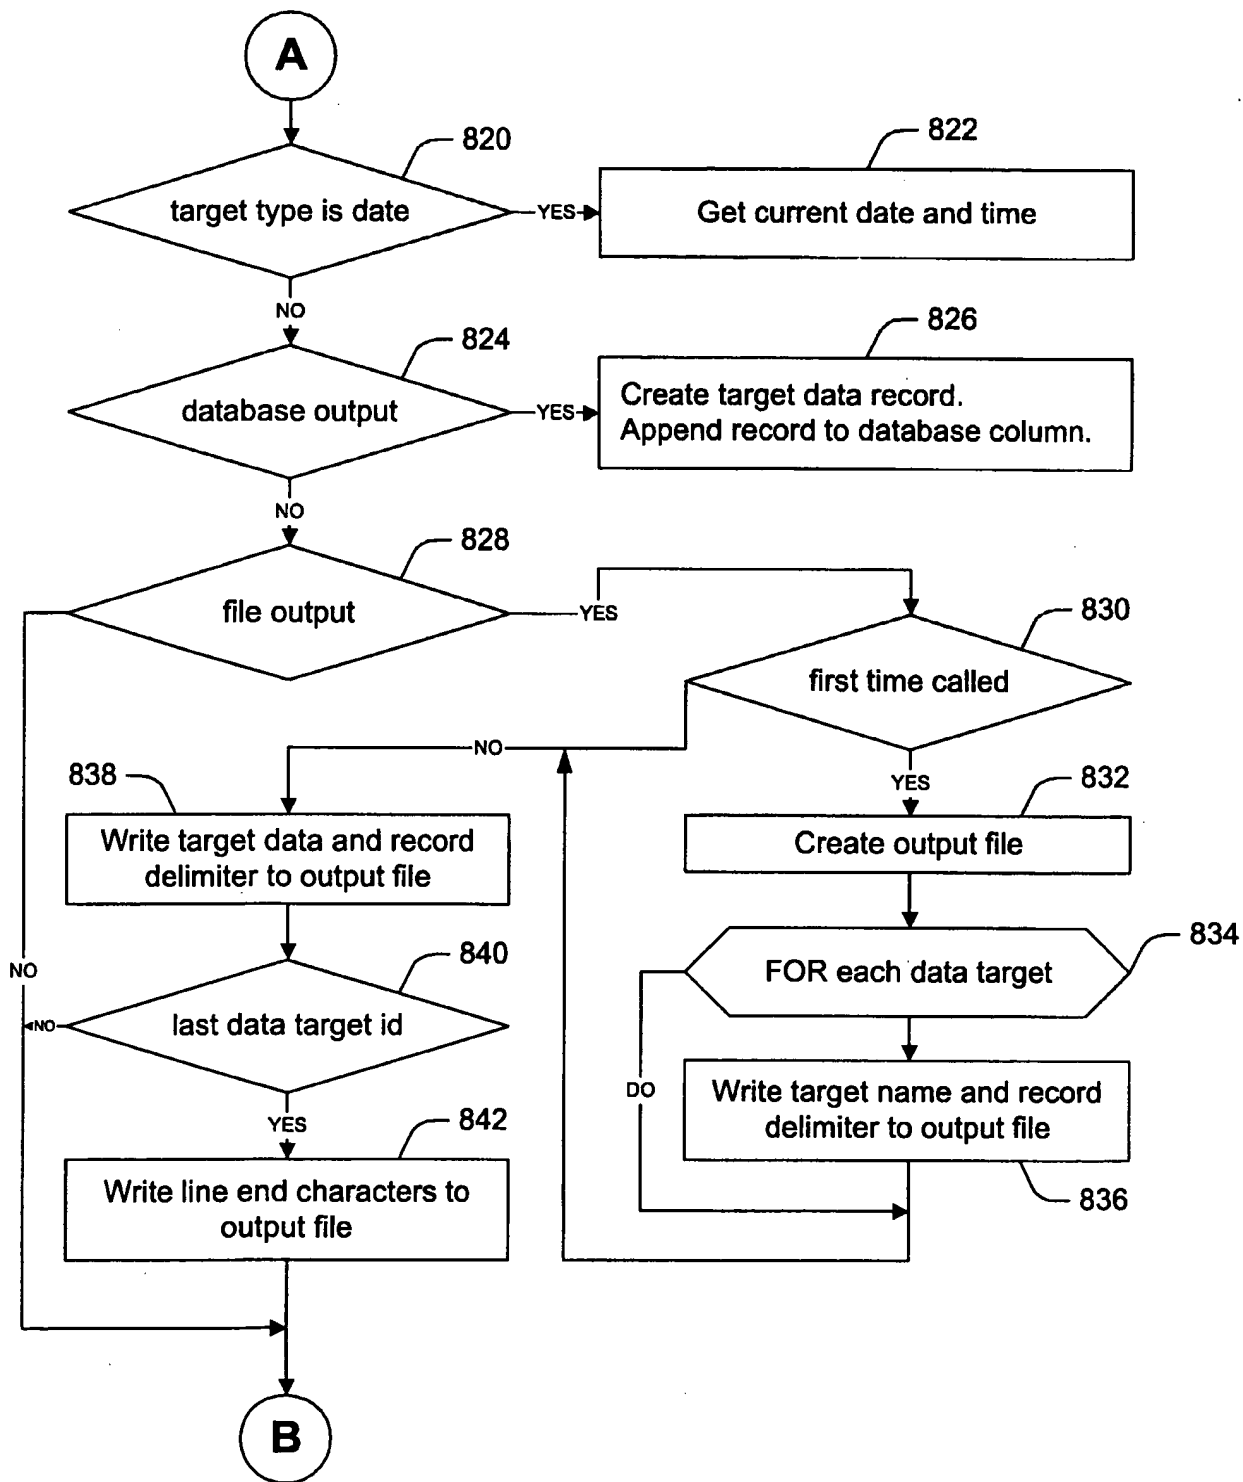 A
820
target type is date
YES
822
Get current date and time
NO
824
database output
YES
826
Create target data record.
Append record to database column.
NO
828
file output
YES
830
first time called
NO
YES
832
Create output file
838
Write target data and record
delimiter to output file
834
FOR each data target
NO
840
last data target id
NO
DO
Write target name and record
delimiter to output file
836
YES
842
Write line end characters to
output file
B